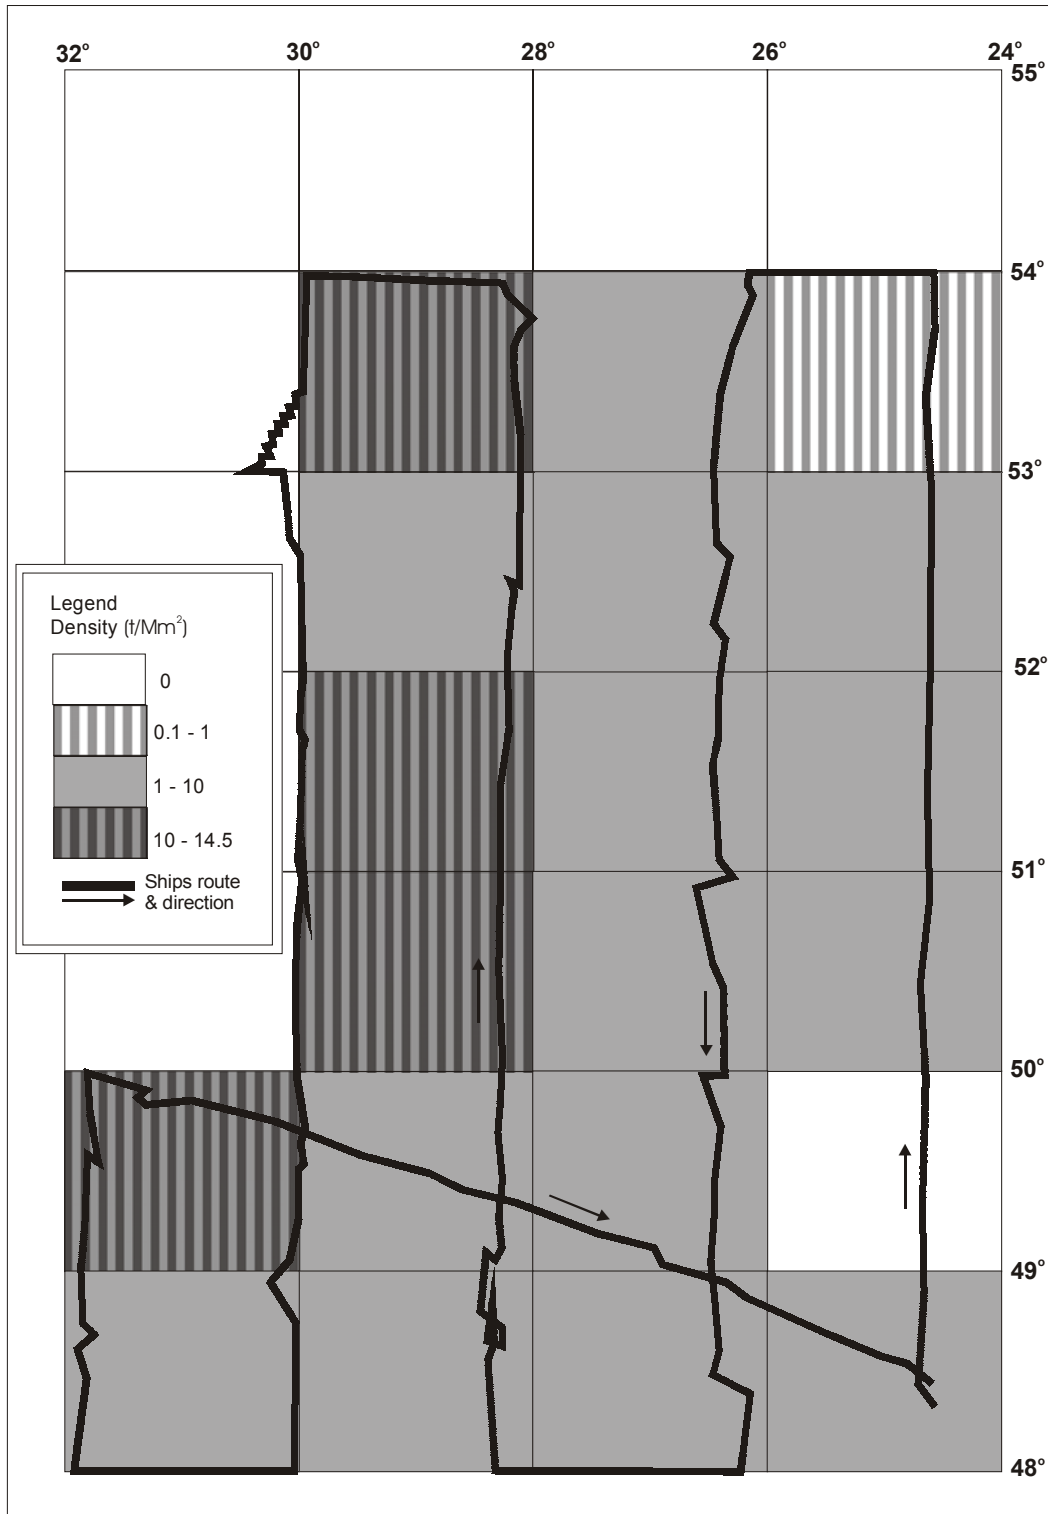 32° 30° 28° 26° 24°
55°
54°
53°
52°
51°
50°
49°
48°
Legend
Density (t/Mm²)
0
0.1 - 1
1 - 10
10 - 14.5
Ships route
& direction